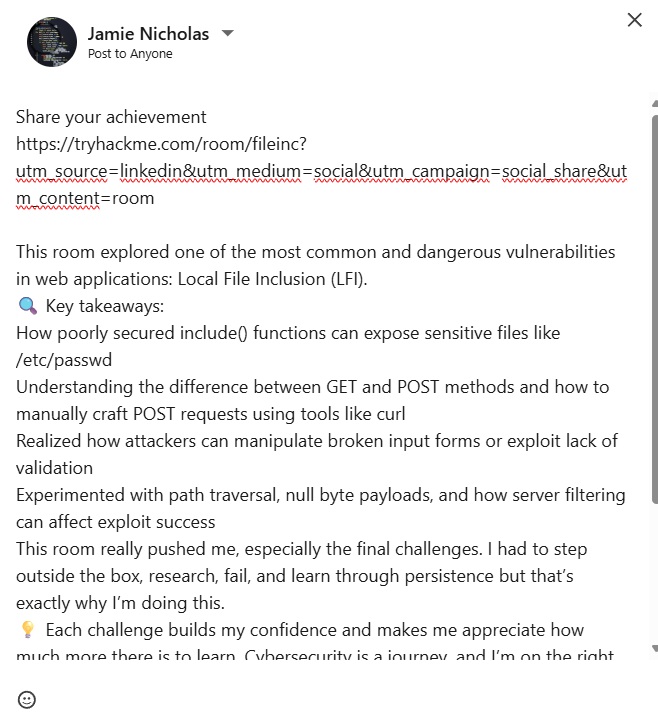 Jamie Nicholas
Post to Anyone
Share your achievement
https://tryhackme.com/room/fileinc?
utm_source=linkedin&utm_medium=social&utm_campaign=social_share&ut
m_content=room
This room explored one of the most common and dangerous vulnerabilities
in web applications: Local File Inclusion (LFI).
🔍 Key takeaways:
How poorly secured include() functions can expose sensitive files like
/etc/passwd
Understanding the difference between GET and POST methods and how to
manually craft POST requests using tools like curl
Realized how attackers can manipulate broken input forms or exploit lack of
validation
Experimented with path traversal, null byte payloads, and how server filtering
can affect exploit success
This room really pushed me, especially the final challenges. I had to step
outside the box, research, fail, and learn through persistence but that’s
exactly why I’m doing this.
💡 Each challenge builds my confidence and makes me appreciate how
much more there is to learn. Cybersecurity is a journey, and I’m on the right